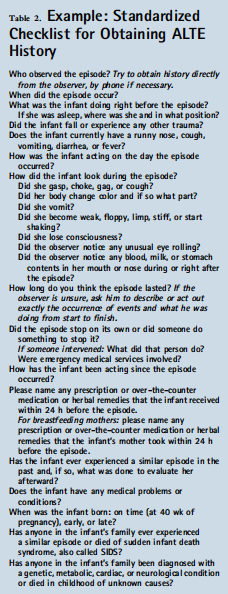 Table 2. Example: Standardized
Checklist for Obtaining ALTE
History
Who observed the episode? Try to obtain history directly
from the observer, by phone if necessary.
When did the episode occur?
What was the infant doing right before the episode?
If she was asleep, where was she and in what position?
Did the infant fall or experience any other trauma?
Does the infant currently have a runny nose, cough,
vomiting, diarrhea, or fever?
How was the infant acting on the day the episode
occurred?
How did the infant look during the episode?
Did she gasp, choke, gag, or cough?
Did her body change color and if so what part?
Did she vomit?
Did she become weak, floppy, limp, stiff, or start
shaking?
Did she lose consciousness?
Did the observer notice any unusual eye rolling?
Did the observer notice any blood, milk, or stomach
contents in her mouth or nose during or right after
the episode?
How long do you think the episode lasted? If the
observer is unsure, ask him to describe or act out
exactly the occurrence of events and what he was
doing from start to finish.
Did the episode stop on its own or did someone do
something to stop it?
If someone intervened: What did that person do?
Were emergency medical services involved?
How has the infant been acting since the episode
occurred?
Please name any prescription or over-the-counter
medication or herbal remedies that the infant received
within 24 h before the episode.
For breastfeeding mothers: please name any
prescription or over-the-counter medication or herbal
remedies that the infant's mother took within 24 h
before the episode.
Has the infant ever experienced a similar episode in the
past and, if so, what was done to evaluate her
afterward?
Does the infant have any medical problems or
conditions?
When was the infant born: on time (at 40 wk of
pregnancy), early, or late?
Has anyone in the infant's family ever experienced
a similar episode or died of sudden infant death
syndrome, also called SIDS?
Has anyone in the infant's family been diagnosed with
a genetic, metabolic, cardiac, or neurological condition
or died in childhood of unknown causes?